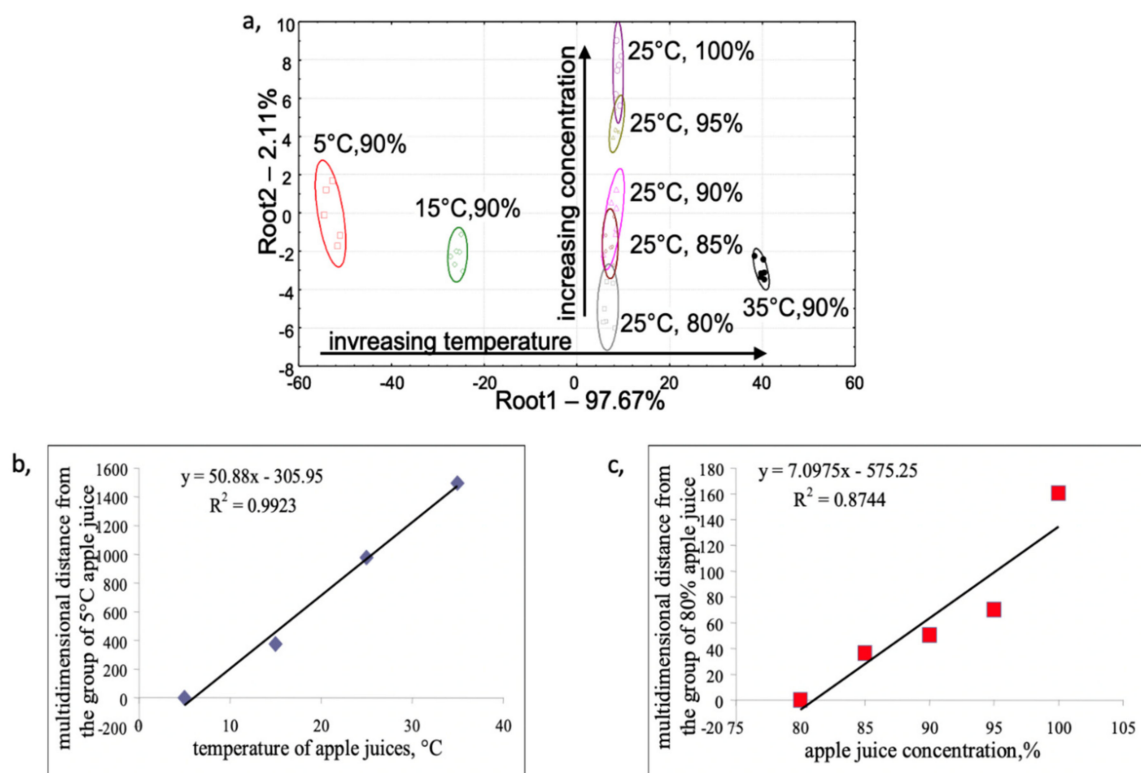 a,
10
8
6
4
2
0
-2
-4
-6
-8
Root2 – 2.11%
5°C,90%
15°C,90%
increasing concentration
25°C, 100%
25°C, 95%
25°C, 90%
25°C, 85%
25°C, 80%
35°C,90%
invreasing temperature
-60 -40 -20 0 20 40 60
Root1 – 97.67%
b,
multidimensional distance from
the group of 5°C apple juice
1600
1400
1200
1000
800
600
400
200
0
-200
y = 50.88x - 305.95
R² = 0.9923
0 10 20 30 40
temperature of apple juices, °C
c,
multidimensional distance from
the group of 80% apple juice
180
160
140
120
100
80
60
40
20
0
-20
y = 7.0975x - 575.25
R² = 0.8744
75 80 85 90 95 100 105
apple juice concentration,%